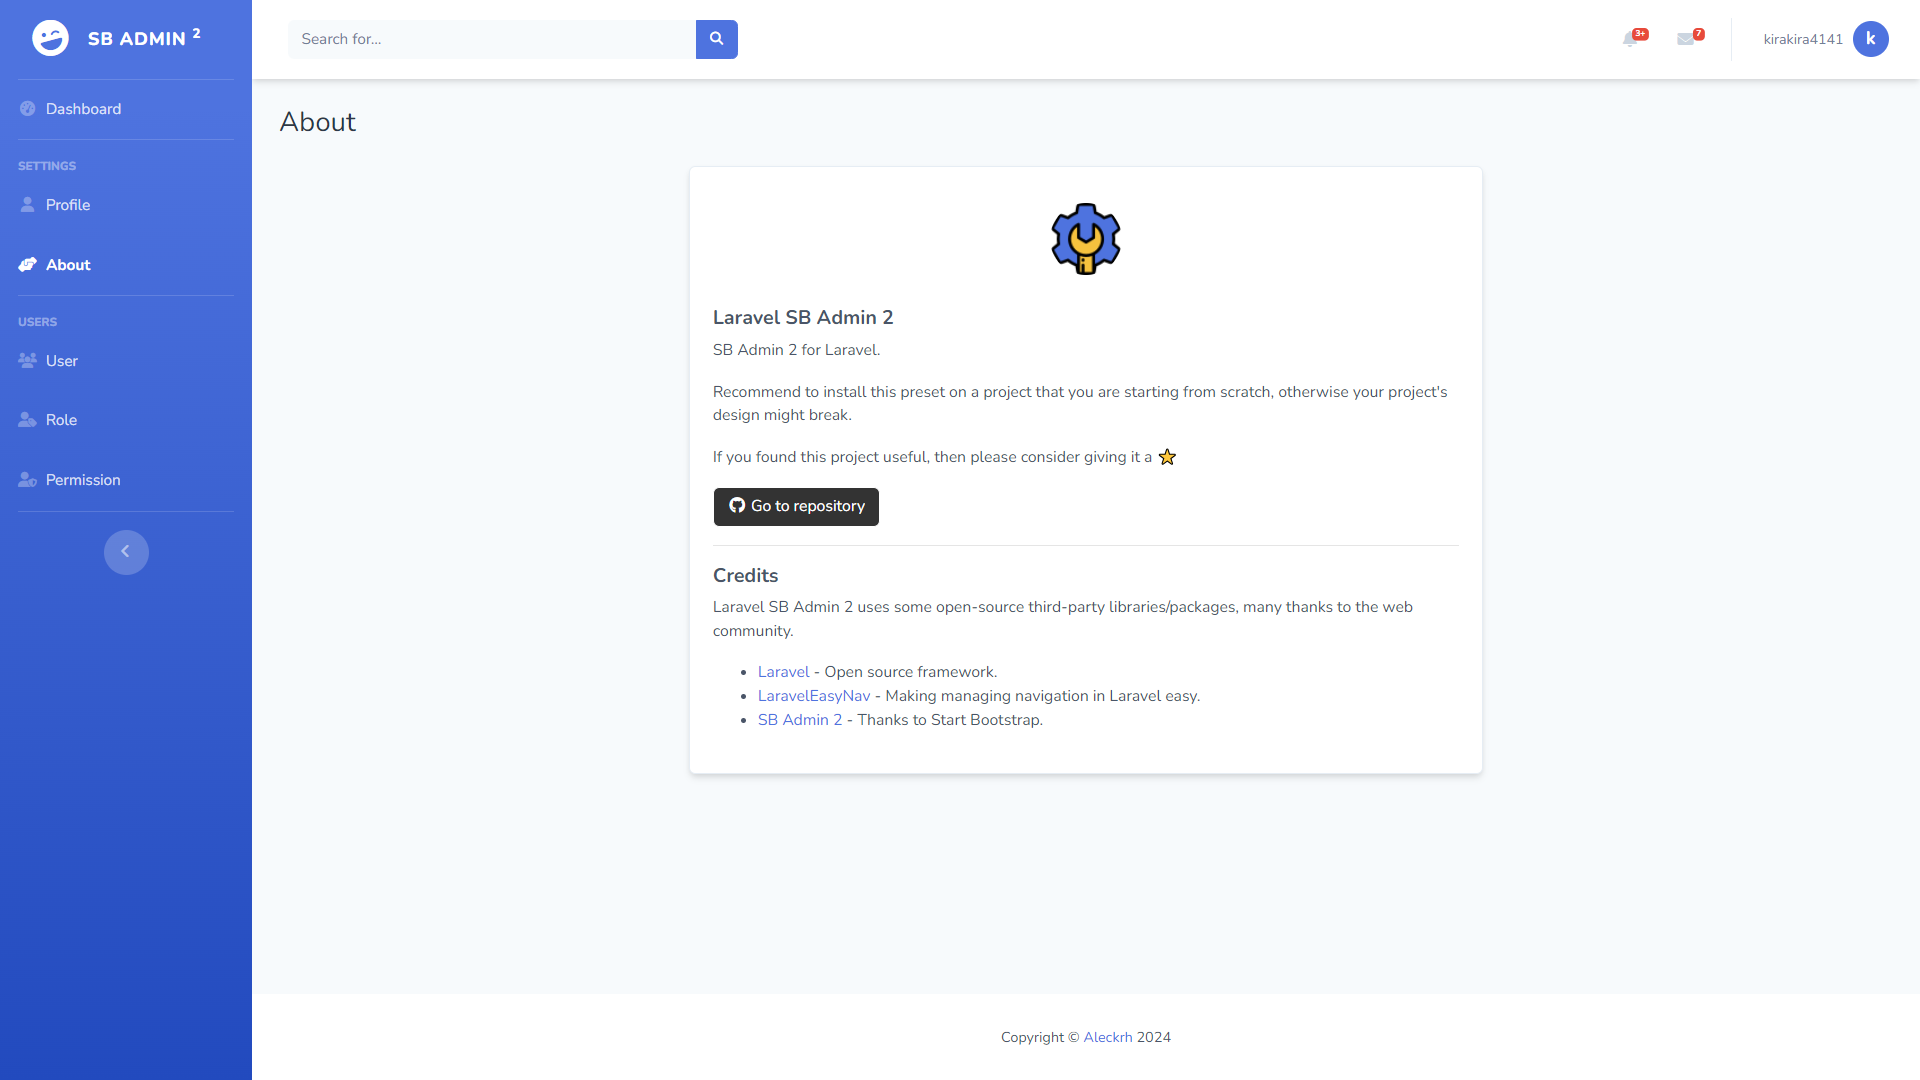 SB ADMIN 2
Dashboard
SETTINGS
Profile
About
USERS
User
Role
Permission
Search for...
3+
7
kirakira4141
k
About
Laravel SB Admin 2
SB Admin 2 for Laravel.
Recommend to install this preset on a project that you are starting from scratch, otherwise your project's
design might break.
If you found this project useful, then please consider giving it a
Go to repository
Credits
Laravel SB Admin 2 uses some open-source third-party libraries/packages, many thanks to the web
community.
Laravel - Open source framework.
LaravelEasyNav - Making managing navigation in Laravel easy.
SB Admin 2 - Thanks to Start Bootstrap.
Copyright © Aleckrh 2024